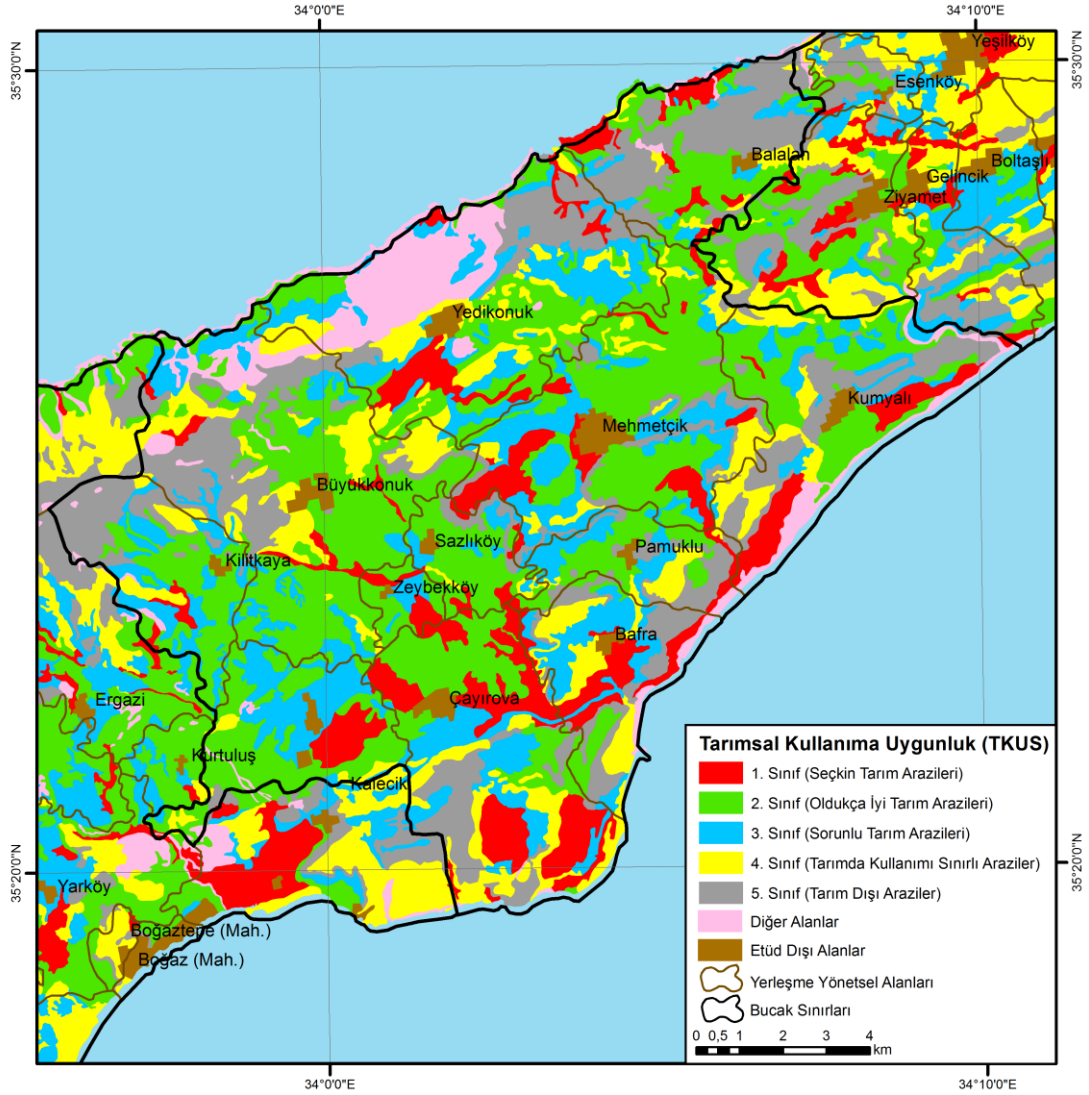 34°0'0"E
34°10'0"E
35°30'0"N
35°30'0"N
Yeşilköy
Esenköy
Balalan
Boltaşlı
Gelincik
Ziyamet
Yedikonuk
Kumyalı
Mehmetçik
Büyükkonuk
Sazlıköy
Pamuklu
Kilitkaya
Zeybekköy
Bafra
Ergazi
Çayırova
Kurtuluş
Kalecik
35°20'0"N
35°20'0"N
Yarköy
Boğaztepe (Mah.)
Boğaz (Mah.)
Tarımsal Kullanıma Uygunluk (TKUS)
1. Sınıf (Seçkin Tarım Arazileri)
2. Sınıf (Oldukça İyi Tarım Arazileri)
3. Sınıf (Sorunlu Tarım Arazileri)
4. Sınıf (Tarımda Kullanımı Sınırlı Araziler)
5. Sınıf (Tarım Dışı Araziler)
Diğer Alanlar
Etüd Dışı Alanlar
Yerleşme Yönetsel Alanları
Bucak Sınırları
0 0,5 1 2 3 4
km
34°0'0"E
34°10'0"E